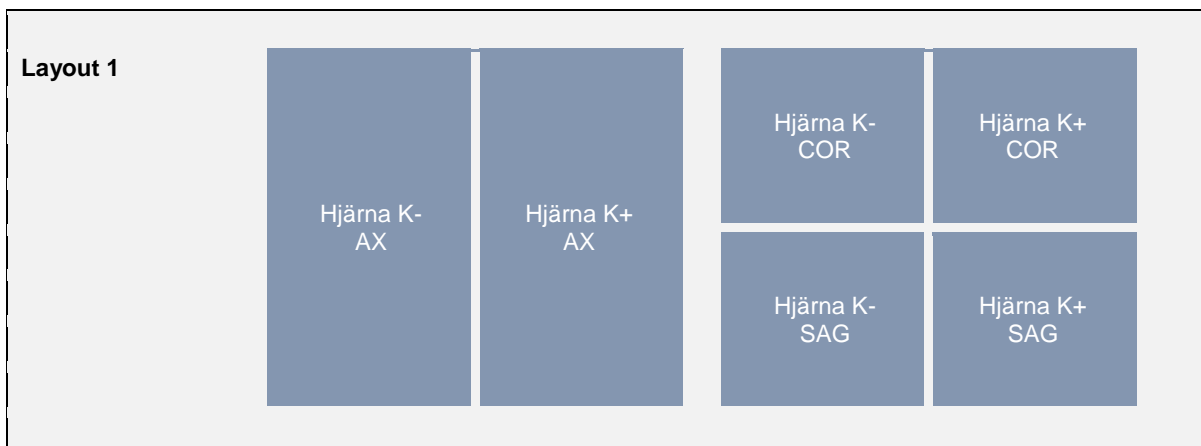 Layout 1
Hjärna K-
AX
Hjärna K+
AX
Hjärna K-
COR
Hjärna K+
COR
Hjärna K-
SAG
Hjärna K+
SAG